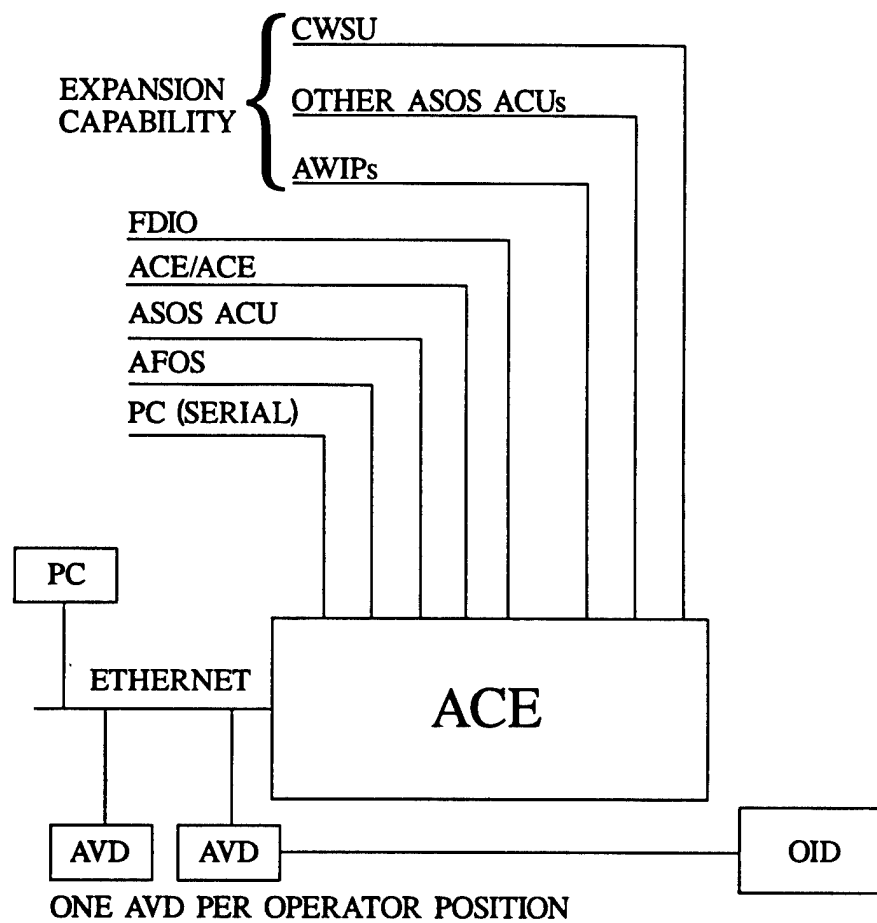 CWSU
EXPANSION
CAPABILITY
OTHER ASOS ACUs
AWIPs
FDIO
ACE/ACE
ASOS ACU
AFOS
PC (SERIAL)
PC
ETHERNET
ACE
AVD
AVD
OID
ONE AVD PER OPERATOR POSITION